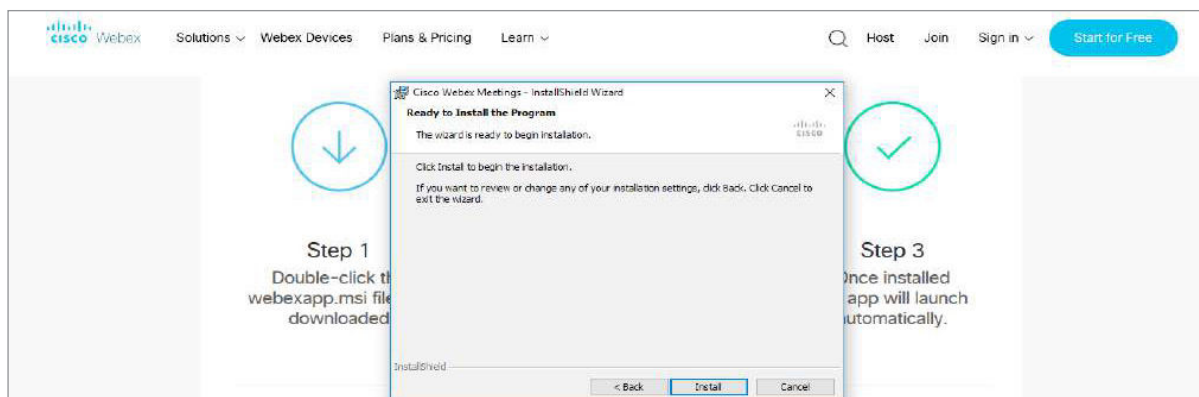 cisco Webex Solutions Webex Devices Plans & Pricing Learn Host Join Sign in Start for Free
Cisco Webex Meetings - InstallShield Wizard
Ready to Install the Program
The wizard is ready to begin installation.
cisco
Click Install to begin the installation.
If you want to review or change any of your installation settings, click Back. Click Cancel to
exit the wizard.
Step 1
Double-click
webexapp.msi file
downloaded
Step 3
Once installed
app will launch
automatically.
InstallShield
< Back Install Cancel